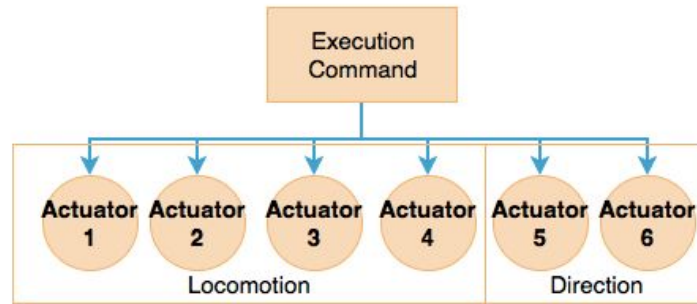 Execution
Command
Actuator
1
Actuator
2
Actuator
3
Actuator
4
Actuator
5
Actuator
6
Locomotion
Direction